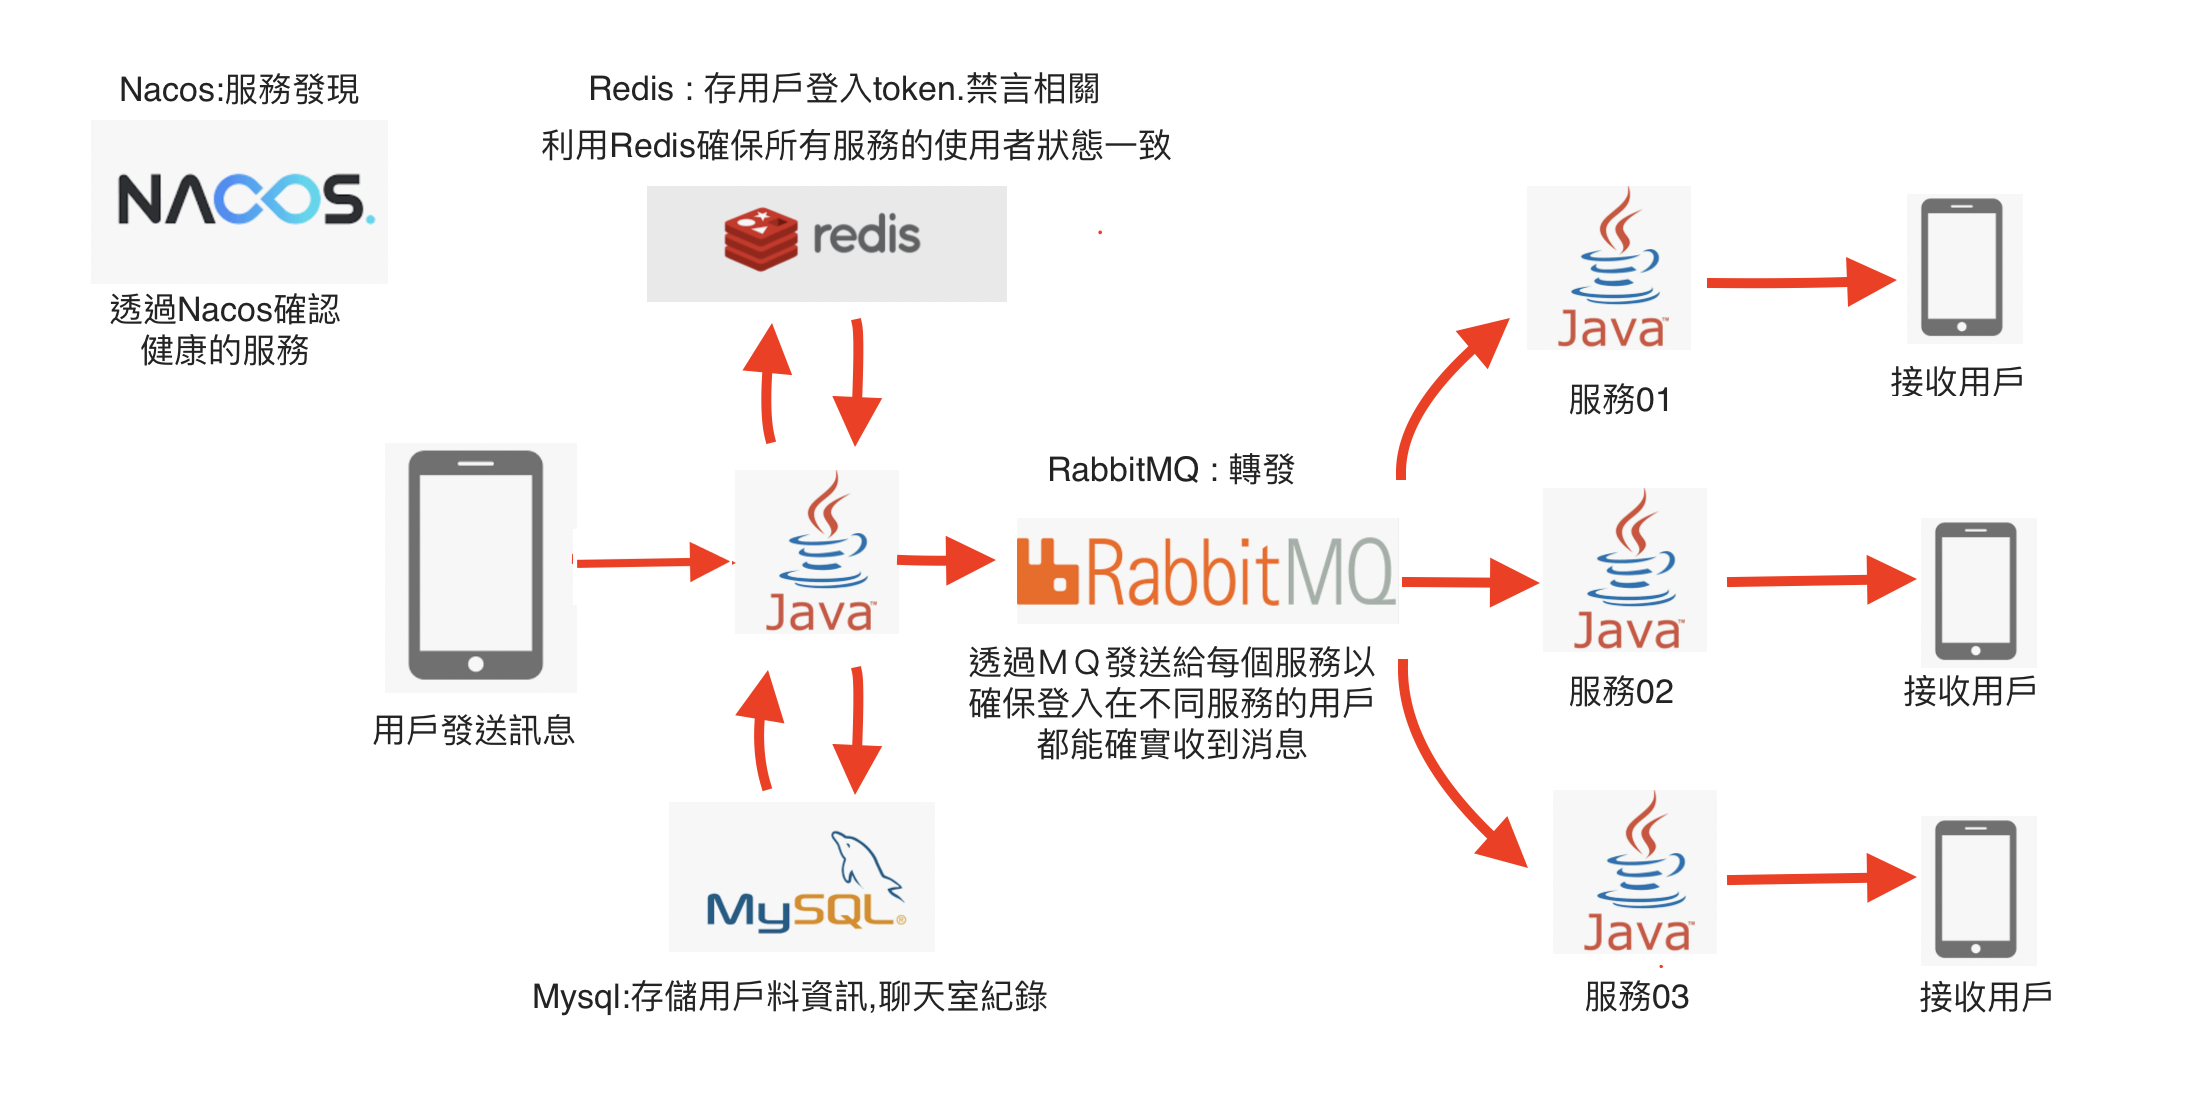 Nacos:服務發現
NACOS.
透過Nacos確認
健康的服務
Redis : 存用戶登入token.禁言相關
利用Redis確保所有服務的使用者狀態一致
redis
用戶發送訊息
Java™
MySQL®
Mysql:存儲用戶料資訊,聊天室紀錄
RabbitMQ : 轉發
RabbitMQ
透過ＭＱ發送給每個服務以
確保登入在不同服務的用戶
都能確實收到消息
Java™
服務01
接收用戶
Java™
服務02
接收用戶
Java™
服務03
接收用戶